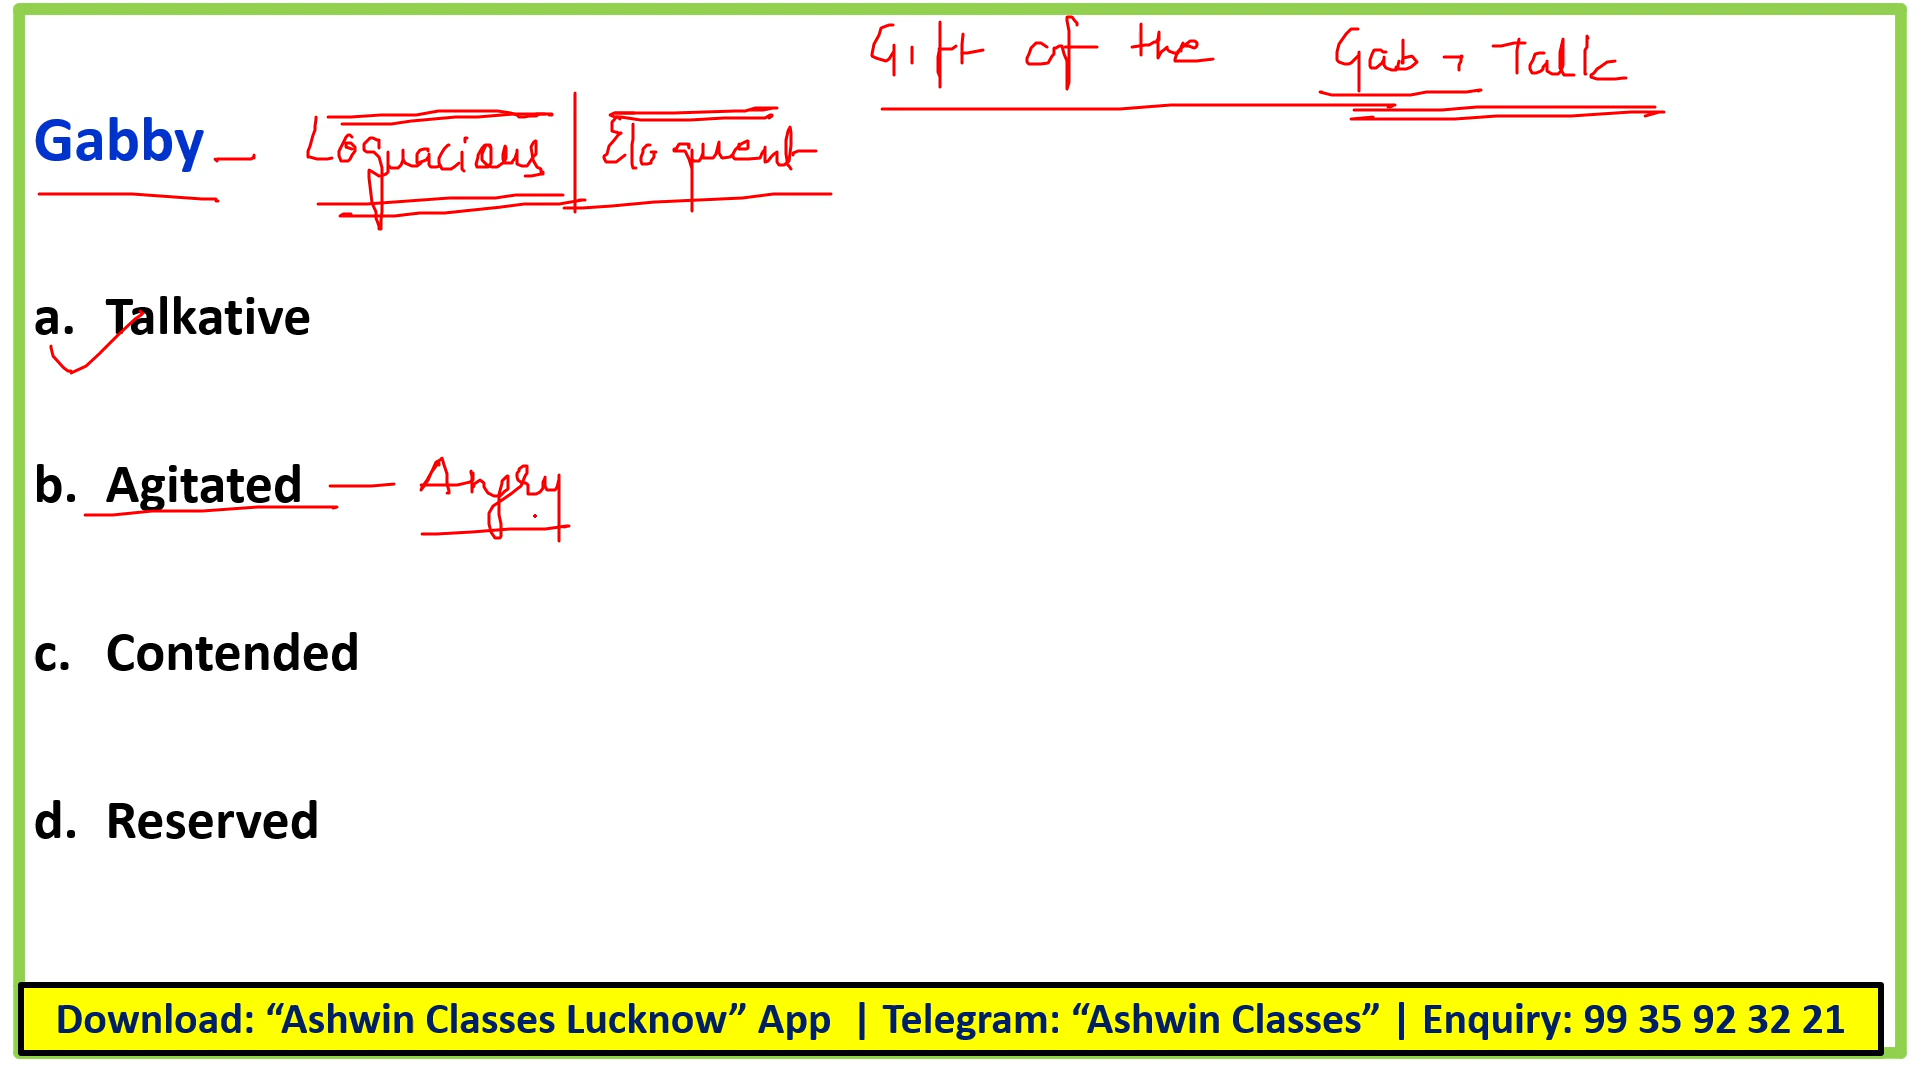 Gift of the Gab → Talk
Gabby – Loquacious | Eloquent
a. Talkative
b. Agitated — Angry
c. Contended
d. Reserved
Download: “Ashwin Classes Lucknow” App | Telegram: “Ashwin Classes” | Enquiry: 99 35 92 32 21